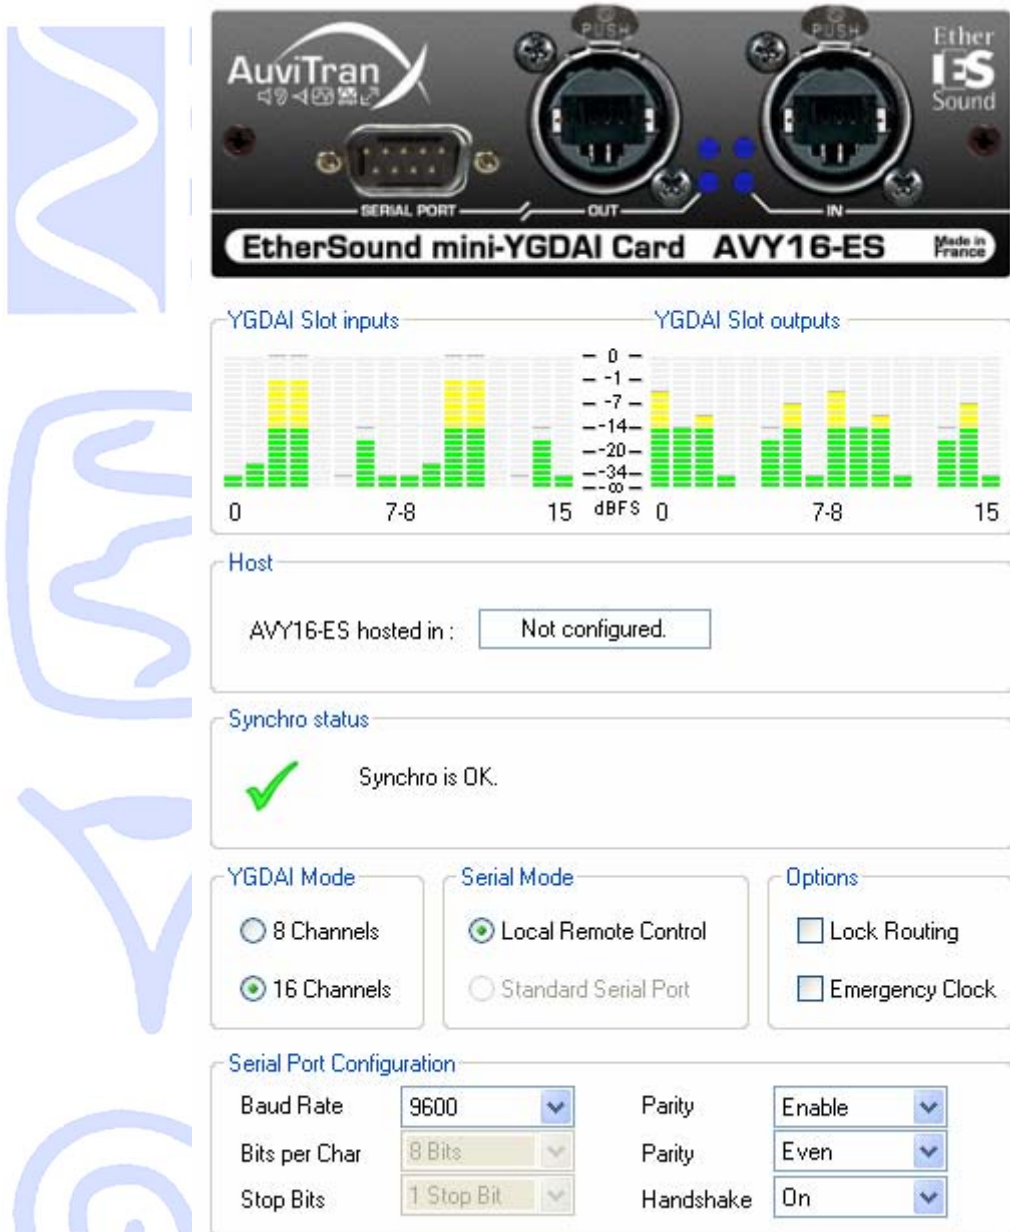 PUSH PUSH
AuviTran
Ether
ES
Sound
SERIAL PORT OUT IN
EtherSound mini-YGDAI Card AVY16-ES Made in
France
YGDAI Slot inputs YGDAI Slot outputs
0
-1
-7
-14
-20
-34
-∞
0 7-8 15 dBFS 0 7-8 15
Host
AVY16-ES hosted in : Not configured.
Synchro status
Synchro is OK.
YGDAI Mode Serial Mode Options
8 Channels Local Remote Control Lock Routing
16 Channels Standard Serial Port Emergency Clock
Serial Port Configuration
Baud Rate 9600 Parity Enable
Bits per Char 8 Bits Parity Even
Stop Bits 1 Stop Bit Handshake On